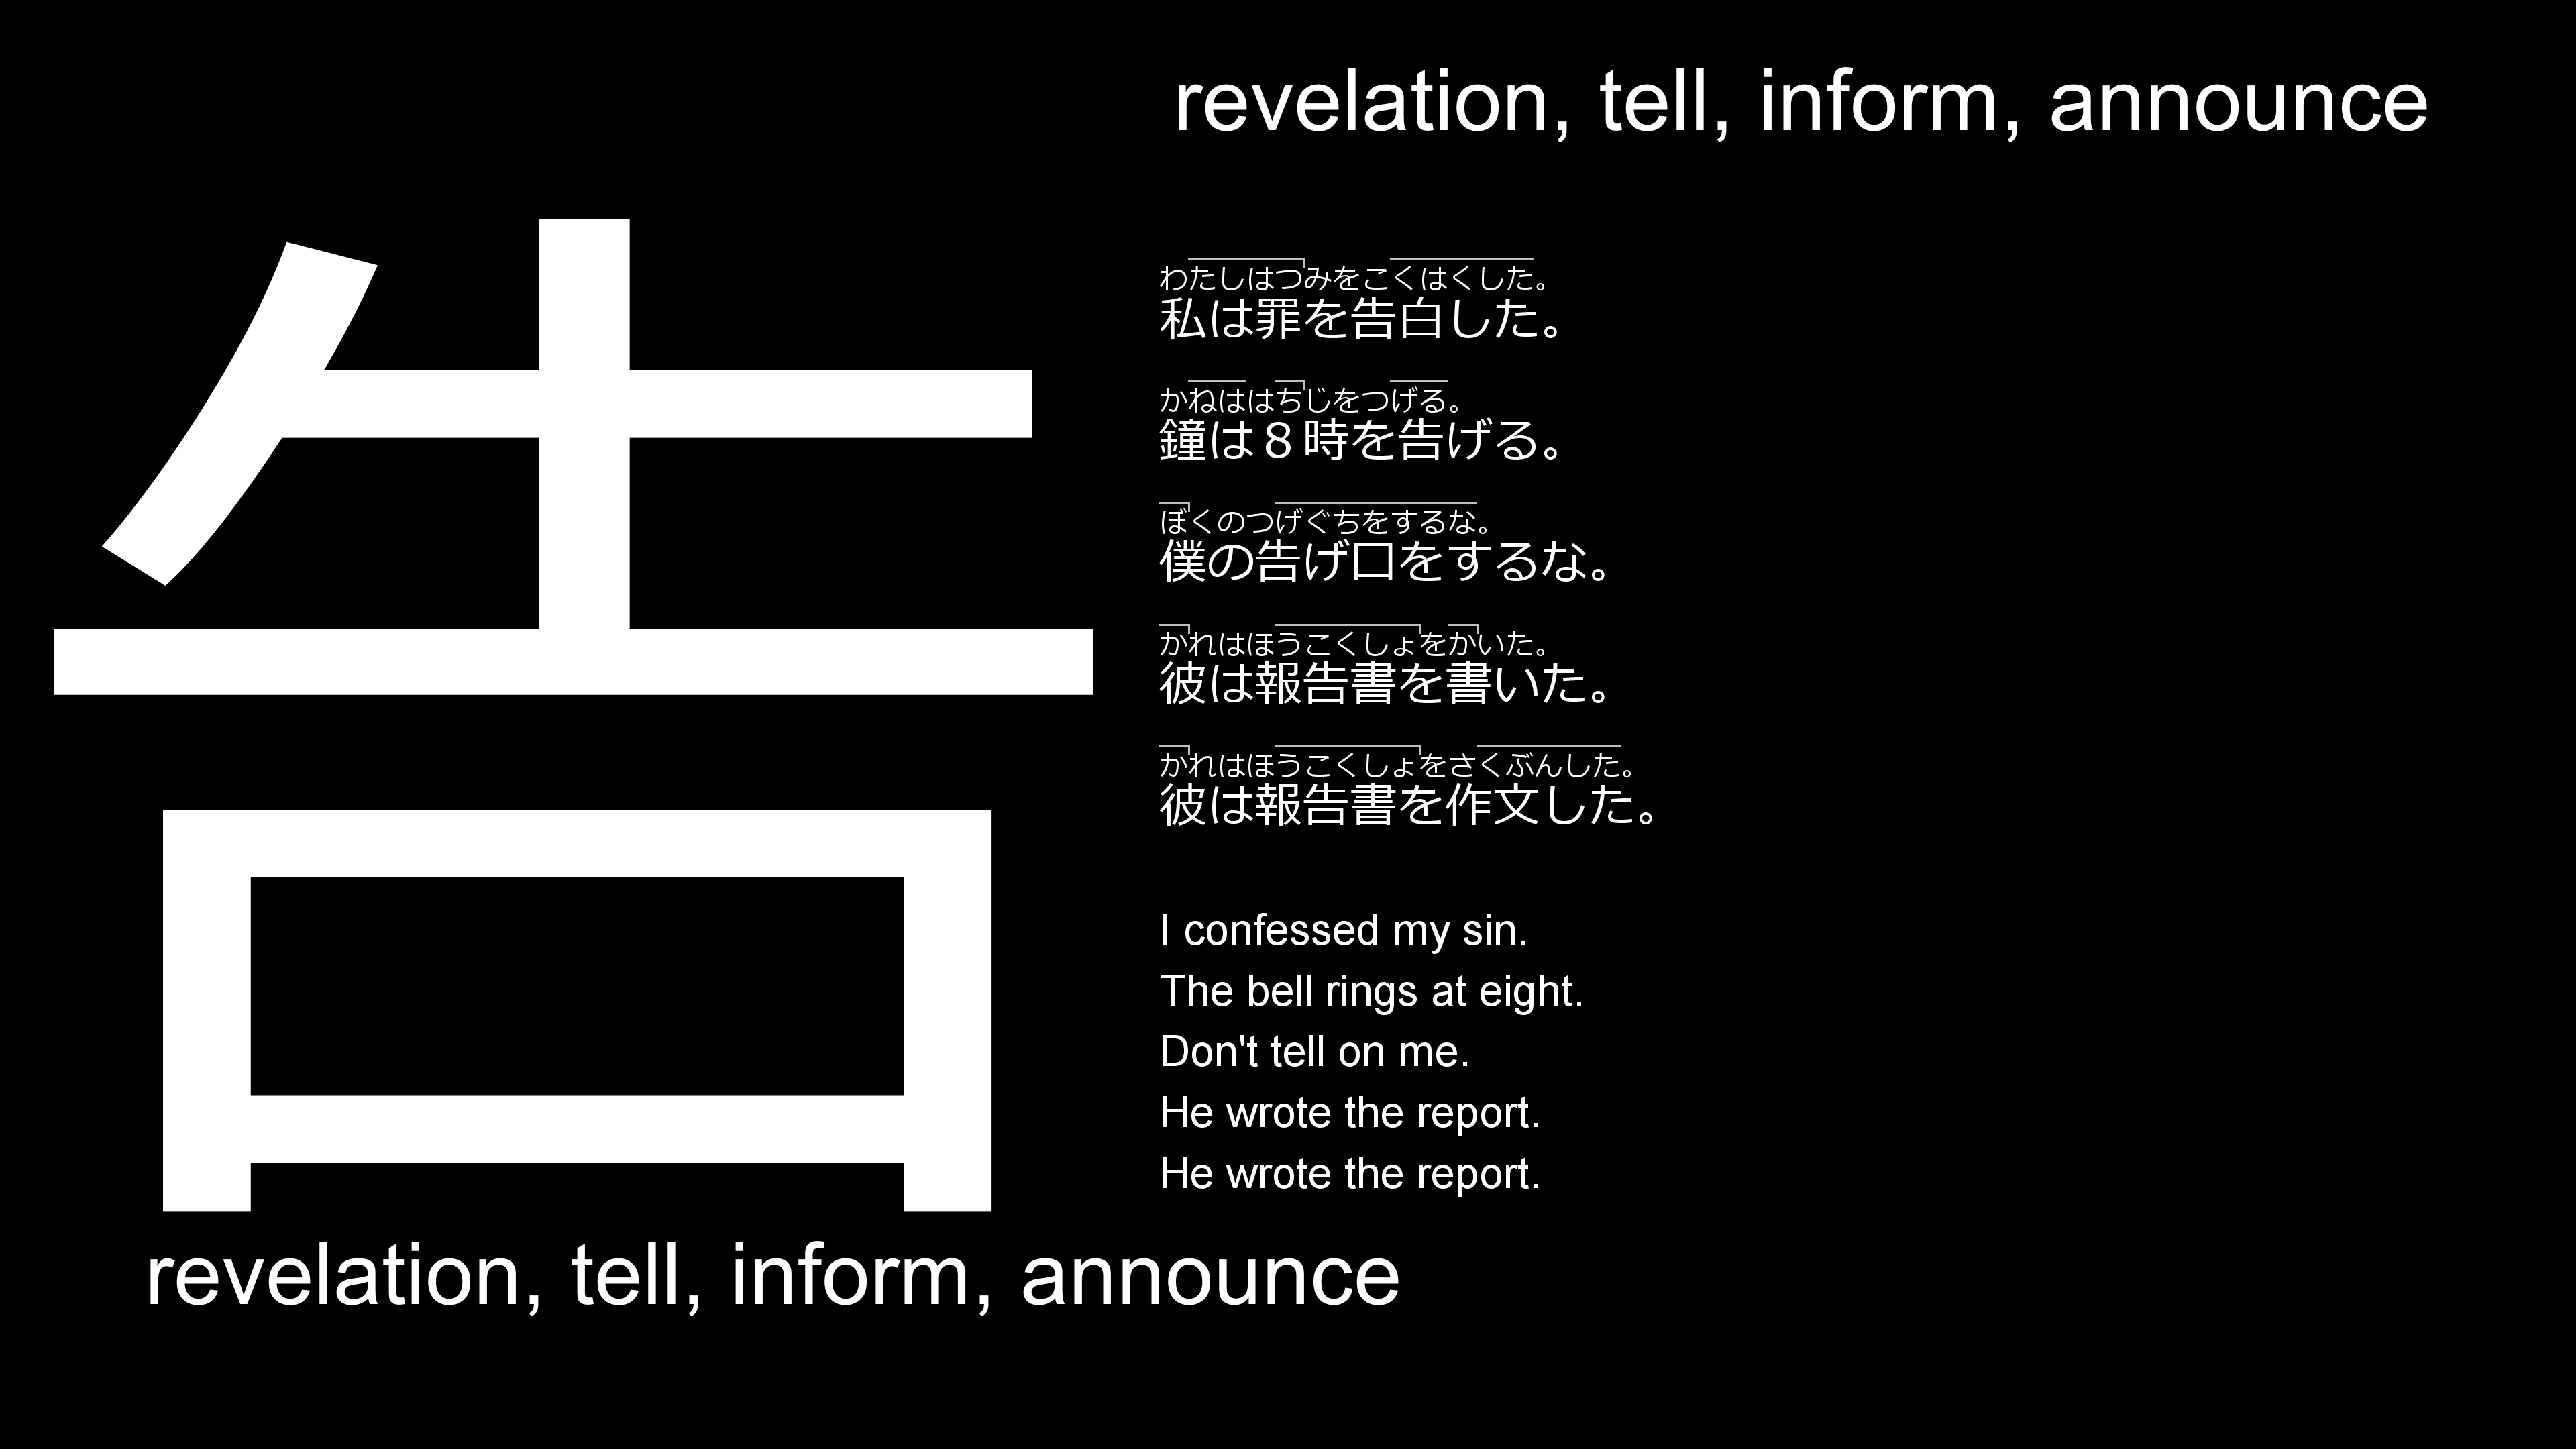 revelation, tell, inform, announce
告
わたしはつみをこくはくした。
私は罪を告白した。
かねははちじをつげる。
鐘は８時を告げる。
ぼくのつげぐちをするな。
僕の告げ口をするな。
かれはほうこくしょをかいた。
彼は報告書を書いた。
かれはほうこくしょをさくぶんした。
彼は報告書を作文した。
I confessed my sin.
The bell rings at eight.
Don't tell on me.
He wrote the report.
He wrote the report.
revelation, tell, inform, announce